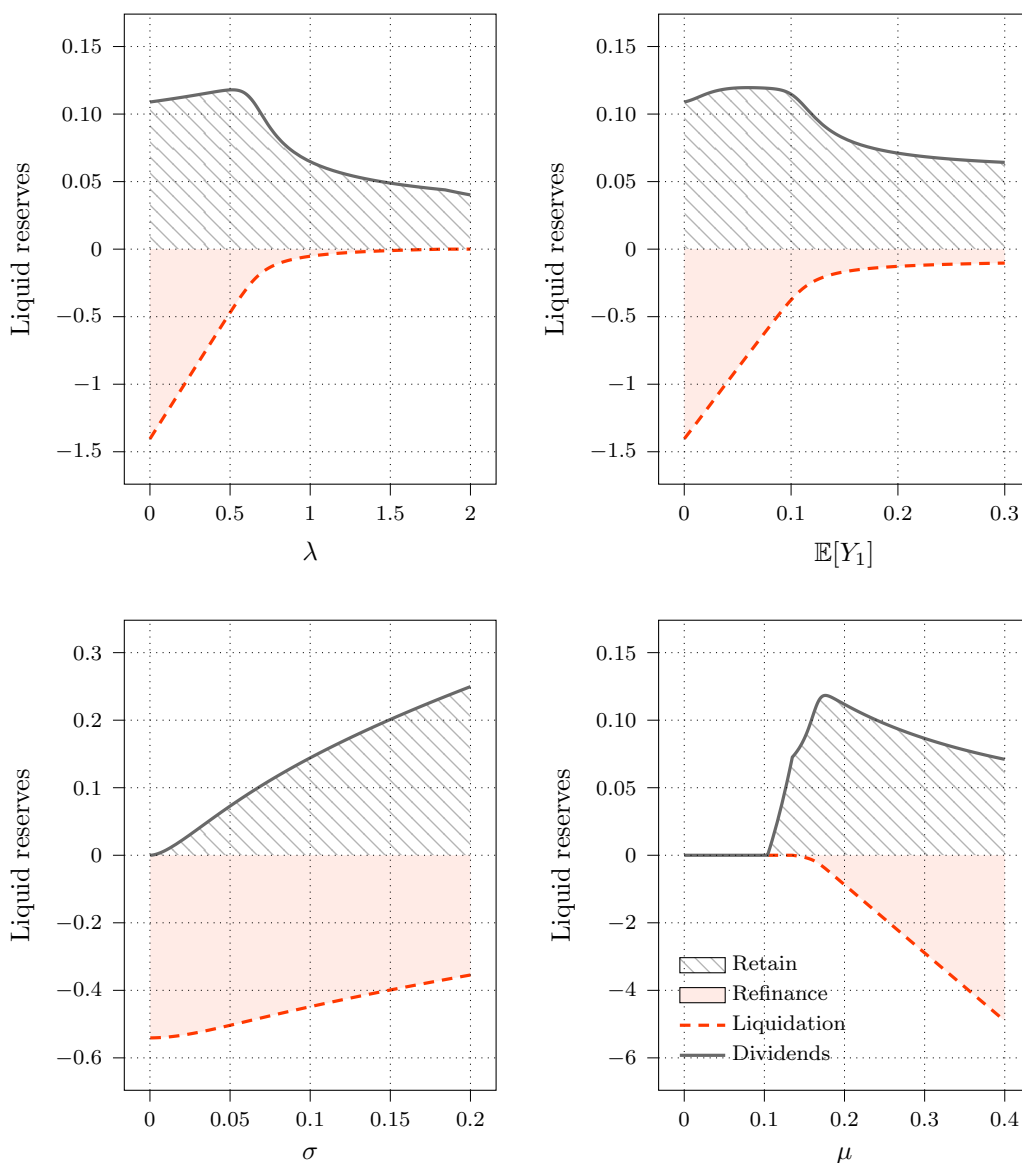 0.15
0.10
0.05
0
−0.5
−1
−1.5
Liquid reserves
0 0.5 1 1.5 2
λ
0.15
0.10
0.05
0
−0.5
−1
−1.5
Liquid reserves
0 0.1 0.2 0.3
𝔼[Y₁]
0.3
0.2
0.1
0
−0.2
−0.4
−0.6
Liquid reserves
0 0.05 0.1 0.15 0.2
σ
0.15
0.10
0.05
0
−2
−4
−6
Liquid reserves
Retain
Refinance
Liquidation
Dividends
0 0.1 0.2 0.3 0.4
μ